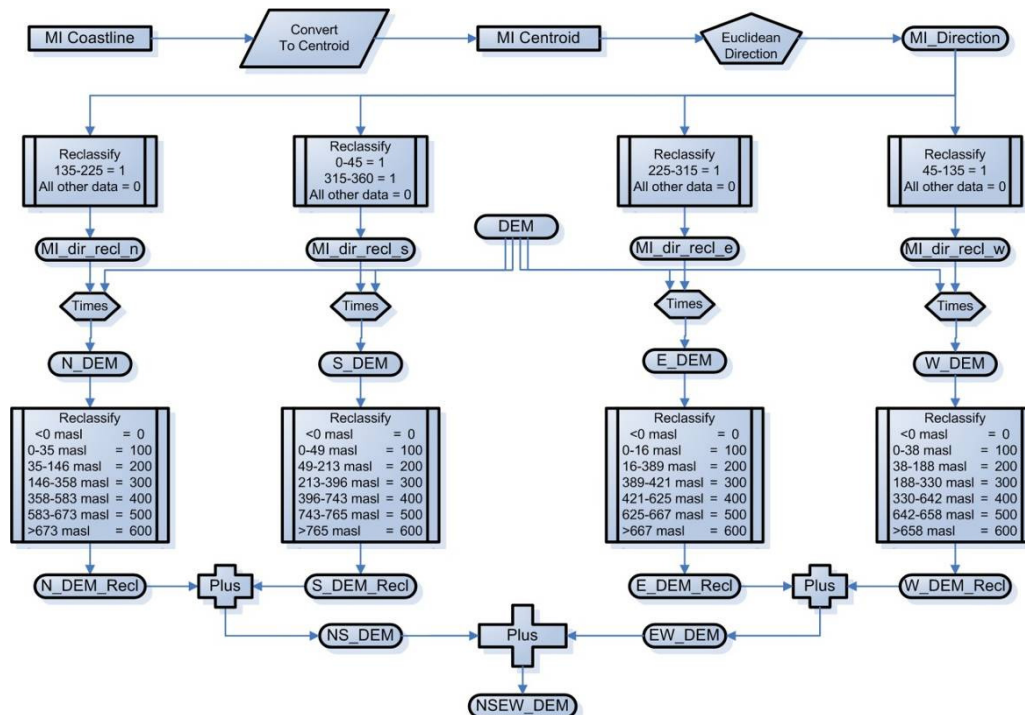 MI Coastline
Convert
To Centroid
MI Centroid
Euclidean
Direction
MI_Direction
Reclassify
135-225 = 1
All other data = 0
Reclassify
0-45 = 1
315-360 = 1
All other data = 0
Reclassify
225-315 = 1
All other data = 0
Reclassify
45-135 = 1
All other data = 0
DEM
MI_dir_recl_n
MI_dir_recl_s
MI_dir_recl_e
MI_dir_recl_w
Times
Times
Times
Times
N_DEM
S_DEM
E_DEM
W_DEM
Reclassify
<0 masl = 0
0-35 masl = 100
35-146 masl = 200
146-358 masl = 300
358-583 masl = 400
583-673 masl = 500
>673 masl = 600
Reclassify
<0 masl = 0
0-49 masl = 100
49-213 masl = 200
213-396 masl = 300
396-743 masl = 400
743-765 masl = 500
>765 masl = 600
Reclassify
<0 masl = 0
0-16 masl = 100
16-389 masl = 200
389-421 masl = 300
421-625 masl = 400
625-667 masl = 500
>667 masl = 600
Reclassify
<0 masl = 0
0-38 masl = 100
38-188 masl = 200
188-330 masl = 300
330-642 masl = 400
642-658 masl = 500
>658 masl = 600
N_DEM_Recl
Plus
S_DEM_Recl
E_DEM_Recl
Plus
W_DEM_Recl
NS_DEM
Plus
EW_DEM
NSEW_DEM